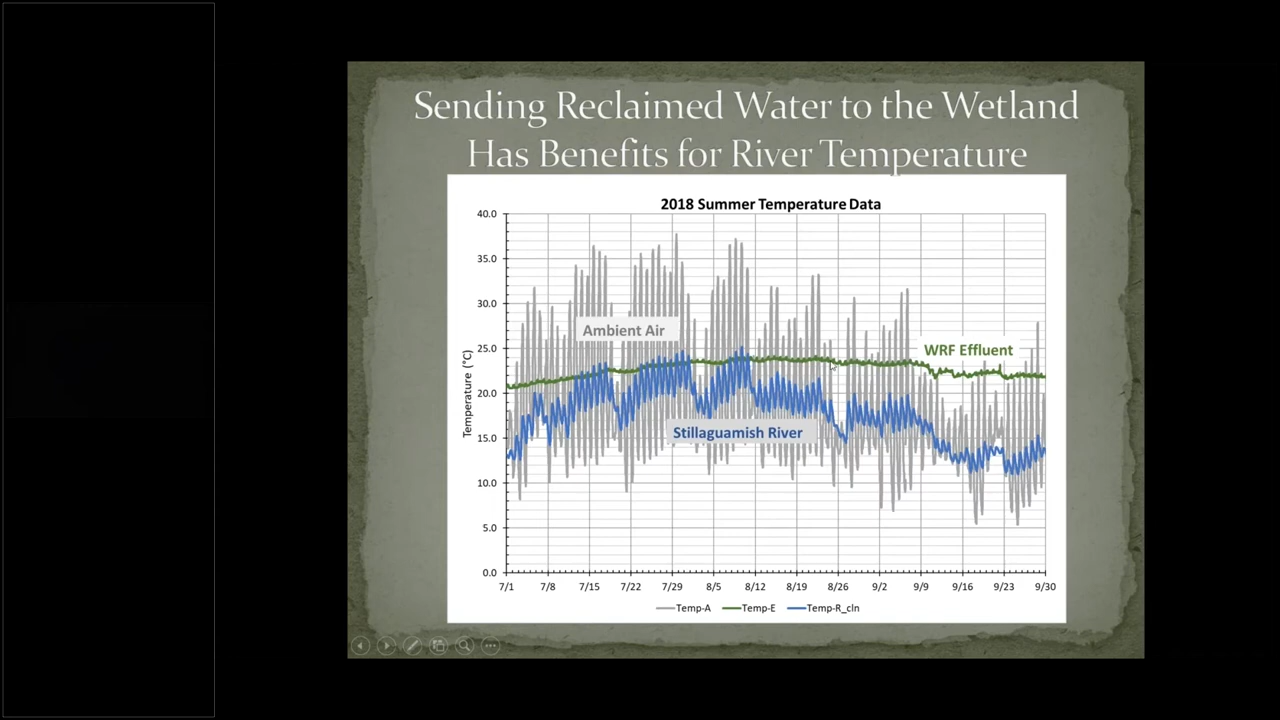 Sending Reclaimed Water to the Wetland
Has Benefits for River Temperature
2018 Summer Temperature Data
40.0
35.0
30.0
25.0
20.0
15.0
10.0
5.0
0.0
Temperature (°C)
Ambient Air
WRF Effluent
Stillaguamish River
7/1 7/8 7/15 7/22 7/29 8/5 8/12 8/19 8/26 9/2 9/9 9/16 9/23 9/30
Temp-A Temp-E Temp-R_cln